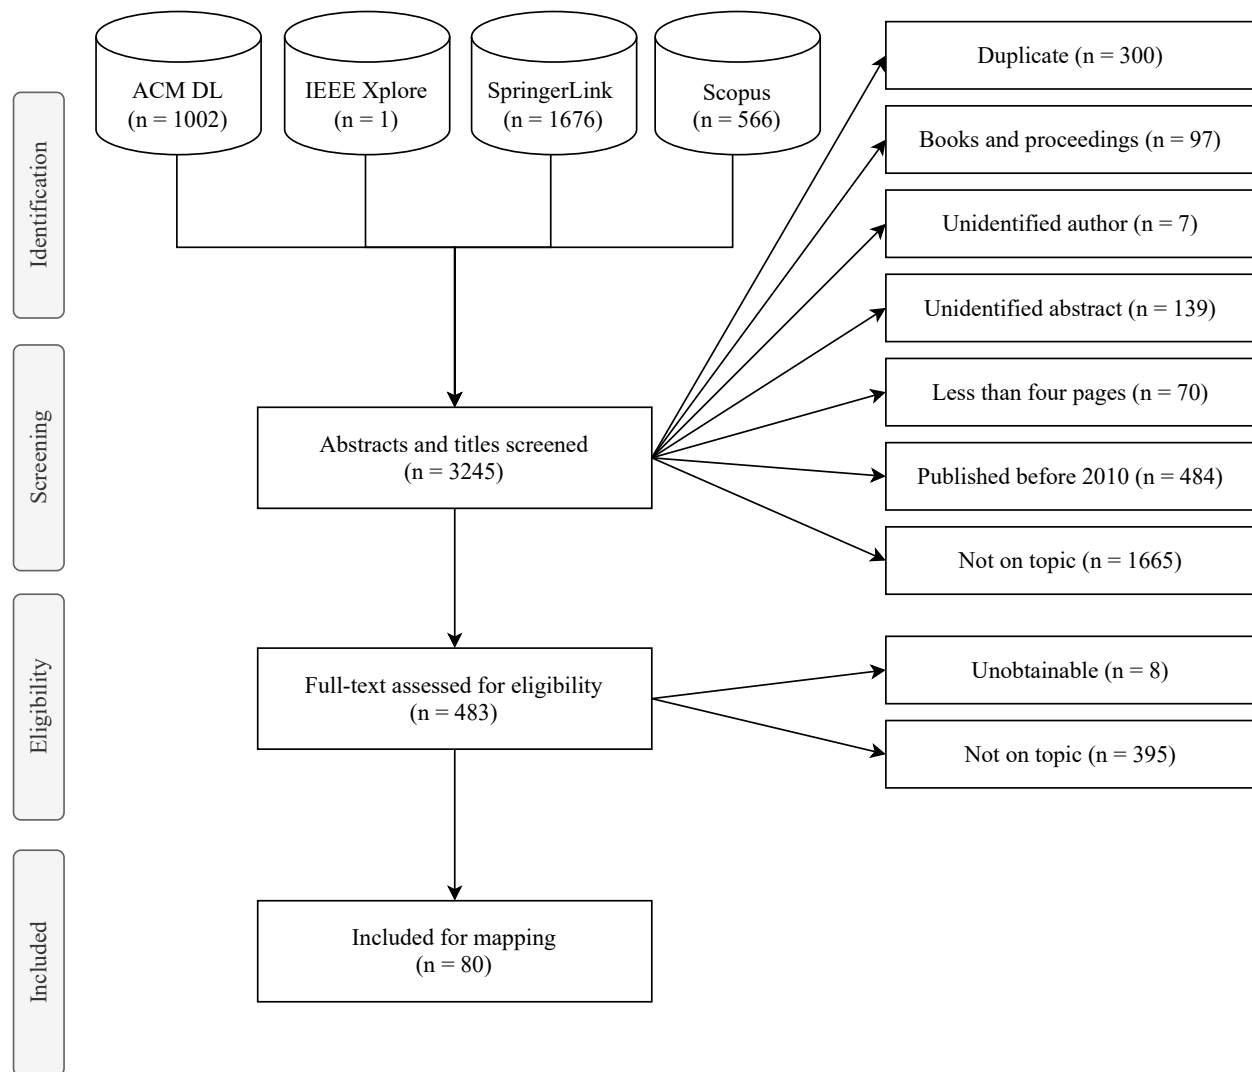 ACM DL
(n = 1002)
IEEE Xplore
(n = 1)
SpringerLink
(n = 1676)
Scopus
(n = 566)
Identification
Duplicate (n = 300)
Books and proceedings (n = 97)
Unidentified author (n = 7)
Unidentified abstract (n = 139)
Less than four pages (n = 70)
Published before 2010 (n = 484)
Not on topic (n = 1665)
Screening
Abstracts and titles screened
(n = 3245)
Eligibility
Full-text assessed for eligibility
(n = 483)
Unobtainable (n = 8)
Not on topic (n = 395)
Included
Included for mapping
(n = 80)